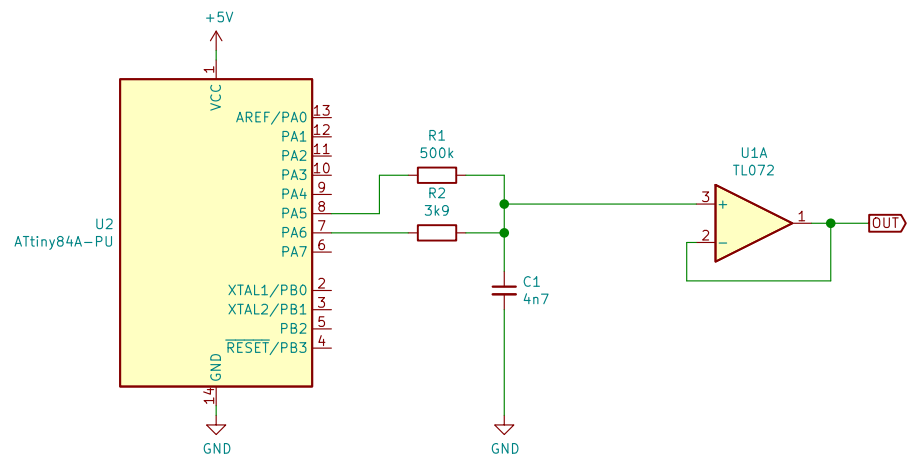 +5V
1
VCC
AREF/PA0 13
PA1 12
PA2 11
PA3 10
PA4 9
PA5 8
PA6 7
PA7 6
U2
ATtiny84A-PU
XTAL1/PB0 2
XTAL2/PB1 3
PB2 5
RESET/PB3 4
GND
14
GND
R1
500k
R2
3k9
C1
4n7
GND
U1A
TL072
3 +
2 −
1
OUT